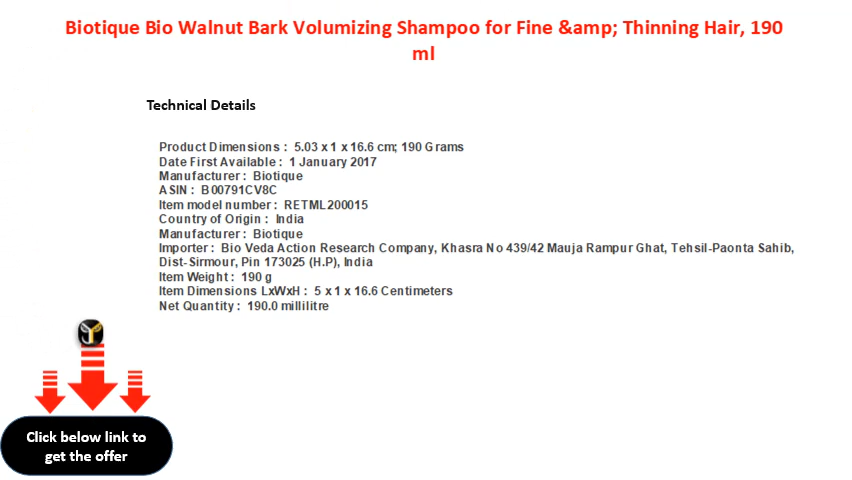 Biotique Bio Walnut Bark Volumizing Shampoo for Fine &amp; Thinning Hair, 190
ml
Technical Details
Product Dimensions : 5.03 x 1 x 16.6 cm; 190 Grams
Date First Available : 1 January 2017
Manufacturer : Biotique
ASIN : B00791CV8C
Item model number : RETML200015
Country of Origin : India
Manufacturer : Biotique
Importer : Bio Veda Action Research Company, Khasra No 439/42 Mauja Rampur Ghat, Tehsil-Paonta Sahib,
Dist-Sirmour, Pin 173025 (H.P), India
Item Weight : 190 g
Item Dimensions LxWxH : 5 x 1 x 16.6 Centimeters
Net Quantity : 190.0 millilitre
Click below link to
get the offer